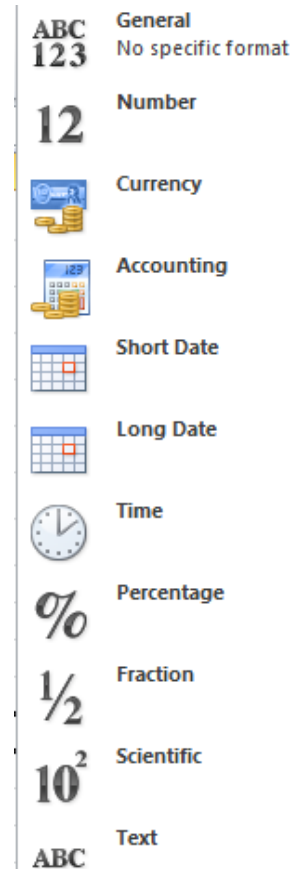 ABC
123
General
No specific format
12
Number
Currency
123
Accounting
Short Date
Long Date
Time
%
Percentage
1/2
Fraction
10²
Scientific
ABC
Text